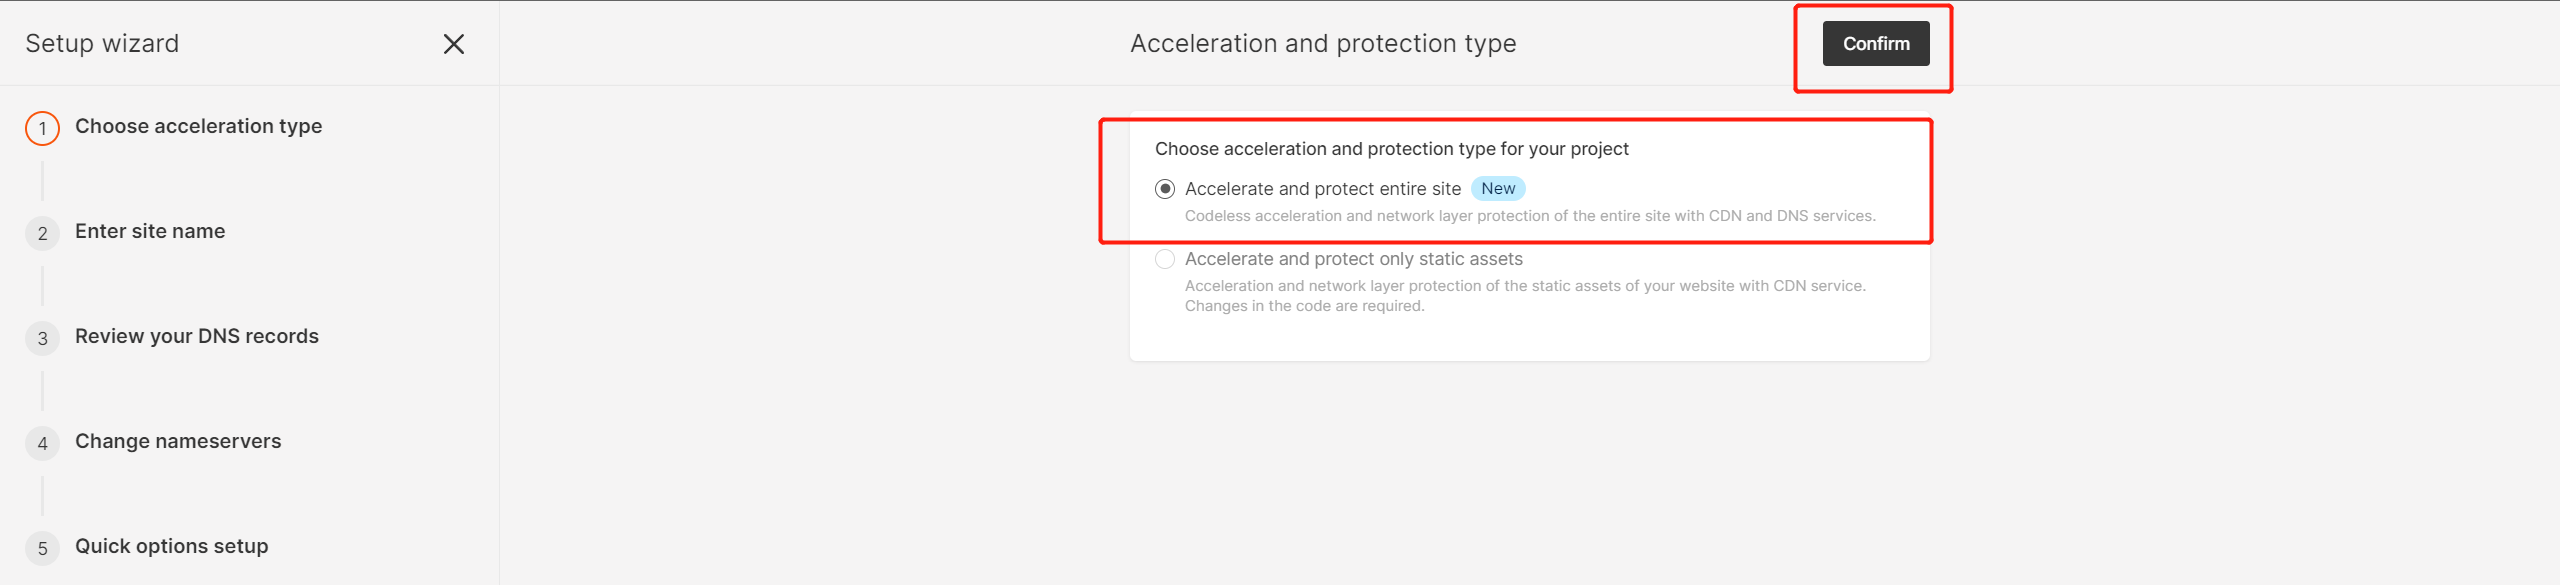 Setup wizard
Acceleration and protection type
Confirm
1
Choose acceleration type
2
Enter site name
3
Review your DNS records
4
Change nameservers
5
Quick options setup
Choose acceleration and protection type for your project
Accelerate and protect entire site New
Codeless acceleration and network layer protection of the entire site with CDN and DNS services.
Accelerate and protect only static assets
Acceleration and network layer protection of the static assets of your website with CDN service.
Changes in the code are required.